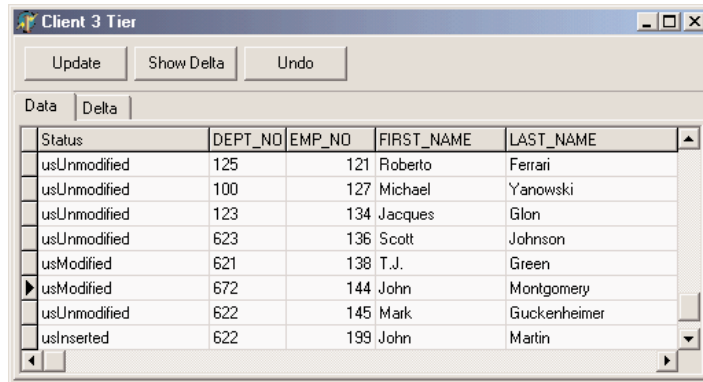 Client 3 Tier
Update Show Delta Undo
Data Delta
Status DEPT_NO EMP_NO FIRST_NAME LAST_NAME
usUnmodified 125 121 Roberto Ferrari
usUnmodified 100 127 Michael Yanowski
usUnmodified 123 134 Jacques Glon
usUnmodified 623 136 Scott Johnson
usModified 621 138 T.J. Green
usModified 672 144 John Montgomery
usUnmodified 622 145 Mark Guckenheimer
usInserted 622 199 John Martin